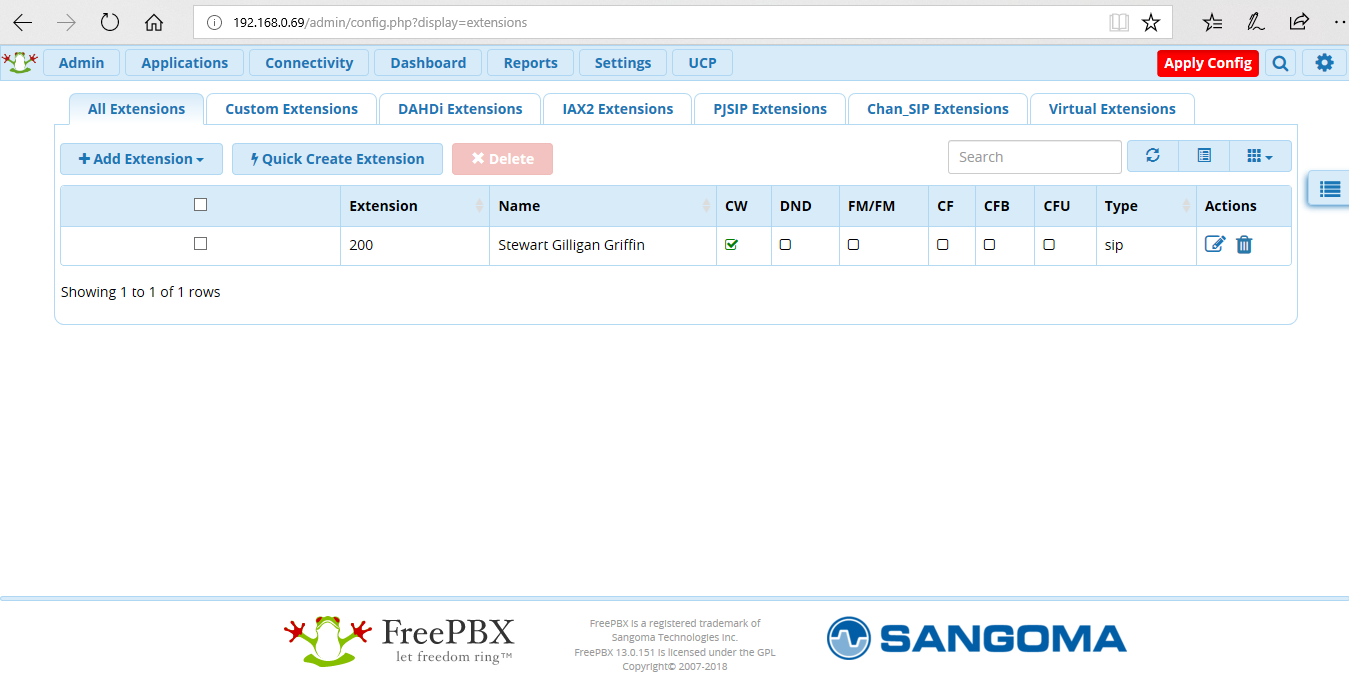 192.168.0.69/admin/config.php?display=extensions
Admin Applications Connectivity Dashboard Reports Settings UCP Apply Config
All Extensions Custom Extensions DAHDi Extensions IAX2 Extensions PJSIP Extensions Chan_SIP Extensions Virtual Extensions
Add Extension Quick Create Extension Delete Search
Extension Name CW DND FM/FM CF CFB CFU Type Actions
200 Stewart Gilligan Griffin sip
Showing 1 to 1 of 1 rows
FreePBX
let freedom ring™
FreePBX is a registered trademark of
Sangoma Technologies Inc.
FreePBX 13.0.151 is licensed under the GPL
Copyright© 2007-2018
SANGOMA